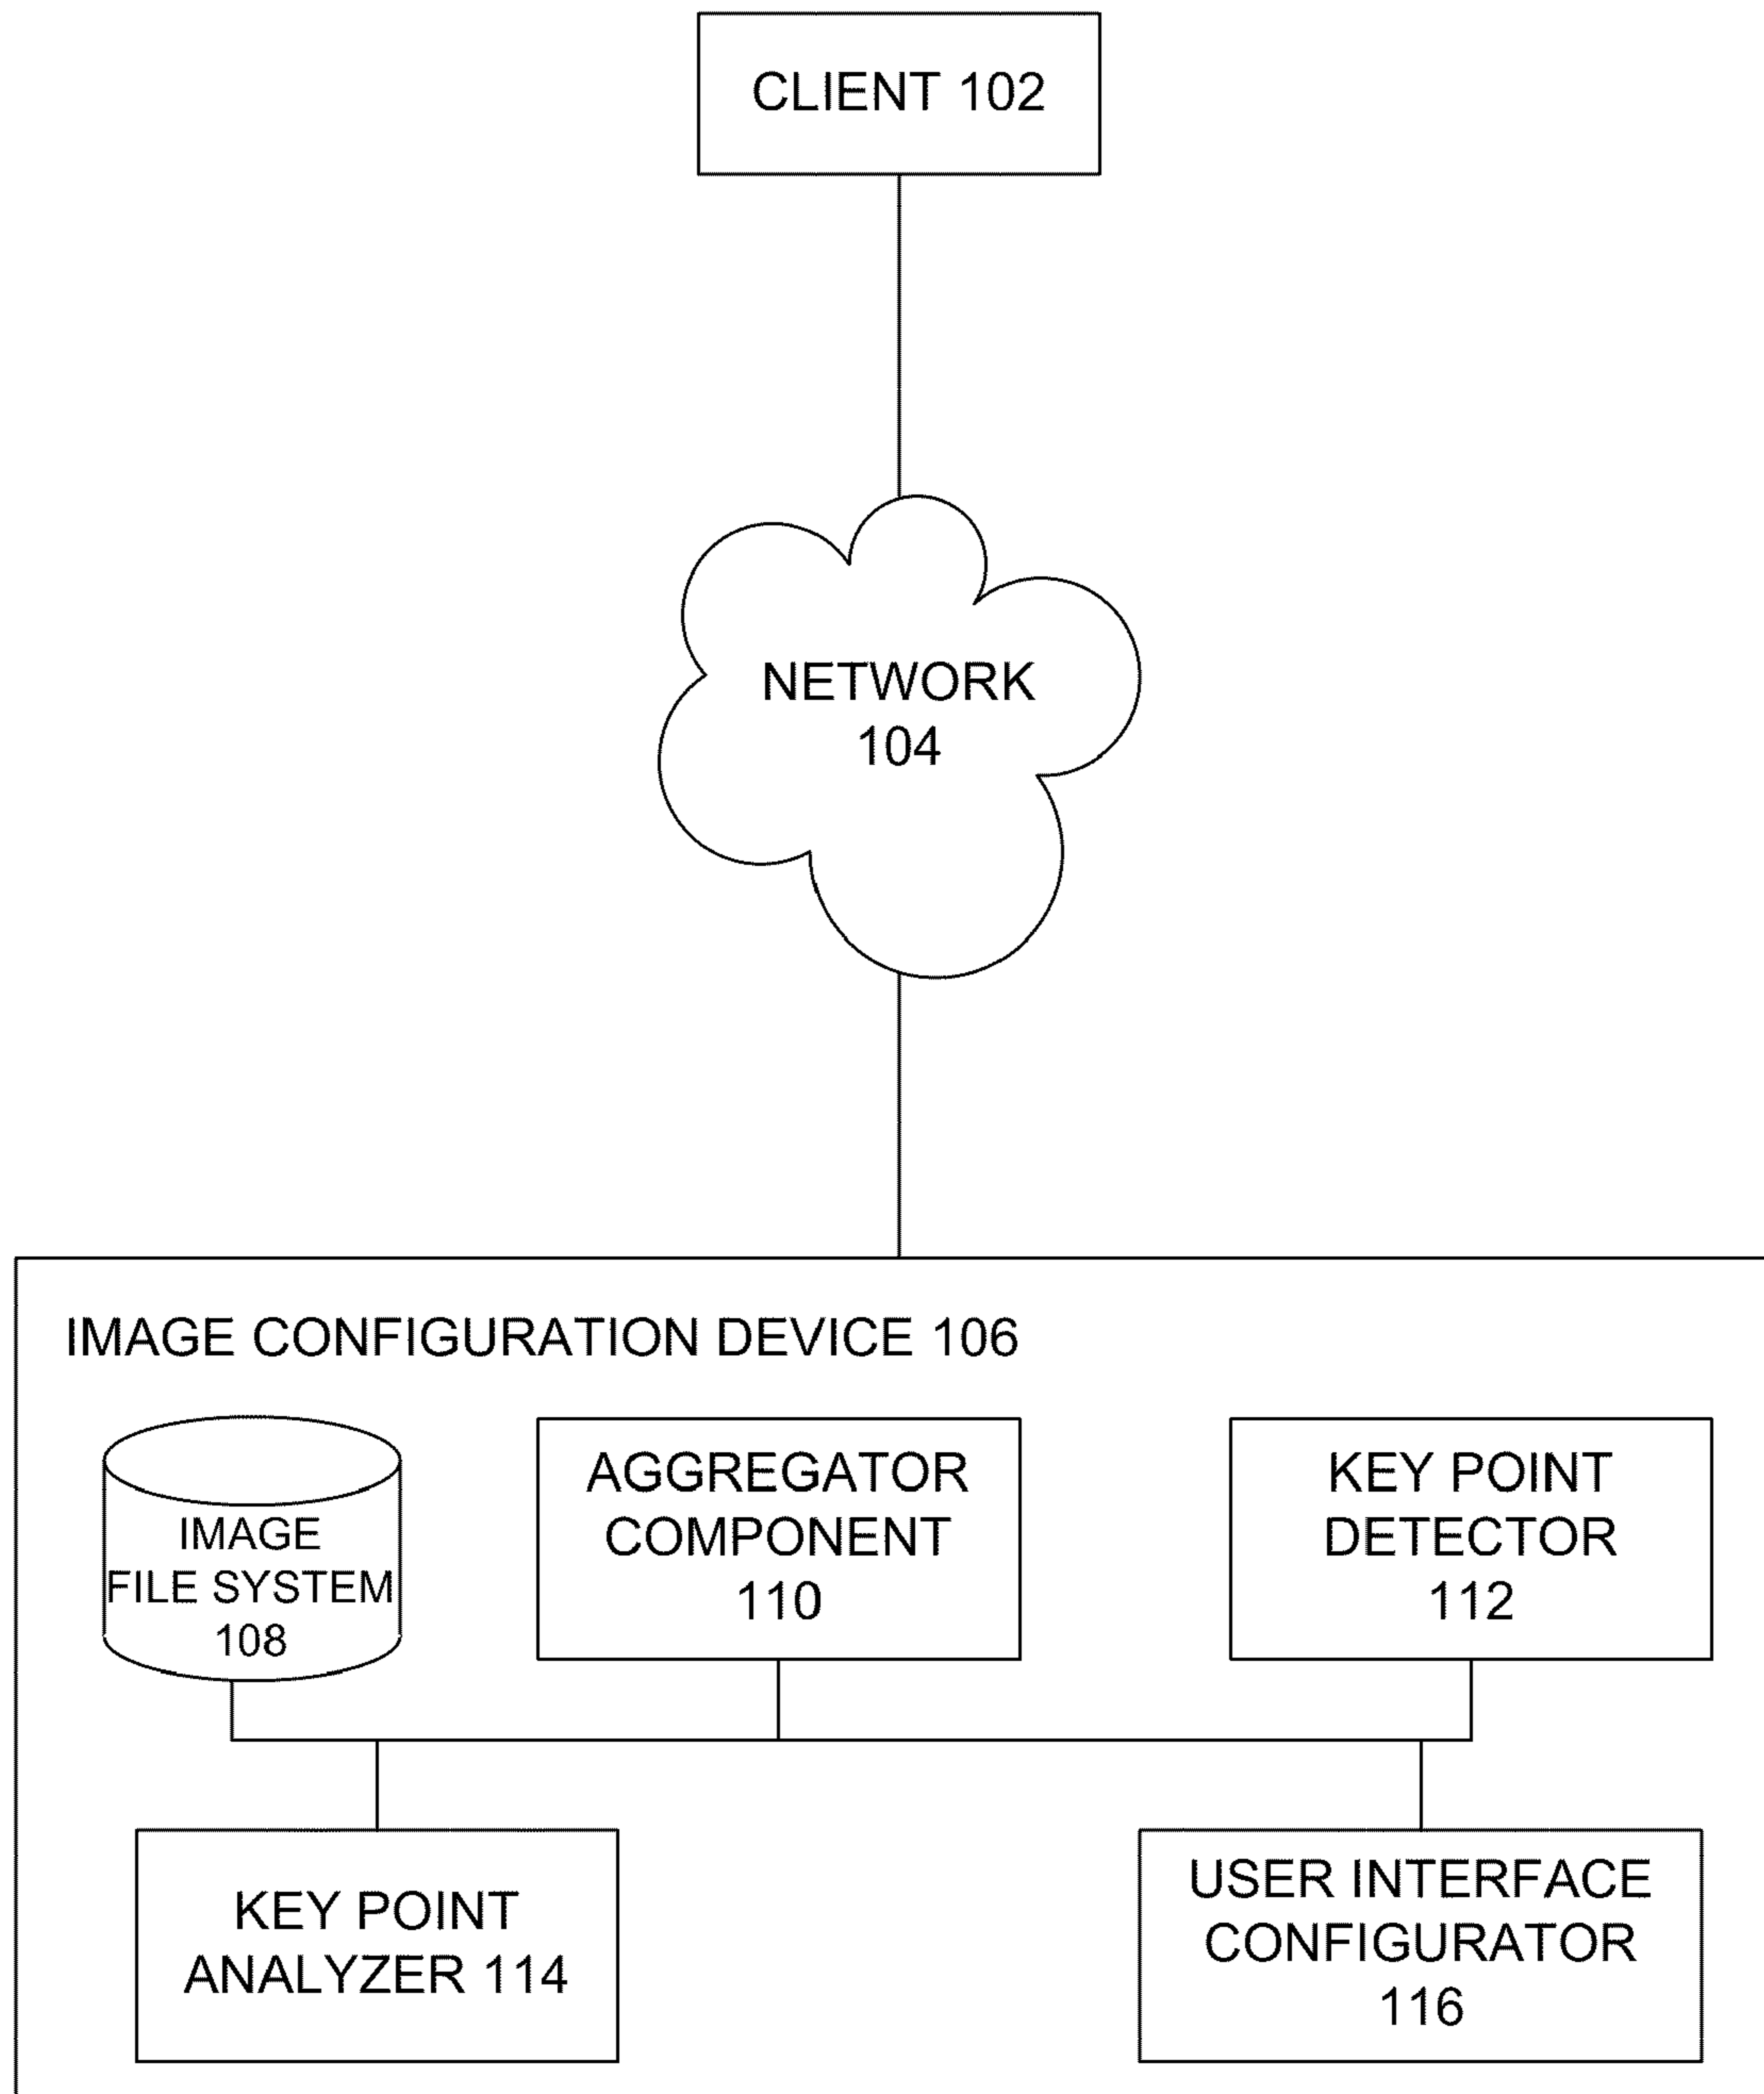 CLIENT 102
NETWORK
104
IMAGE CONFIGURATION DEVICE 106
IMAGE
FILE SYSTEM
108
AGGREGATOR
COMPONENT
110
KEY POINT
DETECTOR
112
KEY POINT
ANALYZER 114
USER INTERFACE
CONFIGURATOR
116